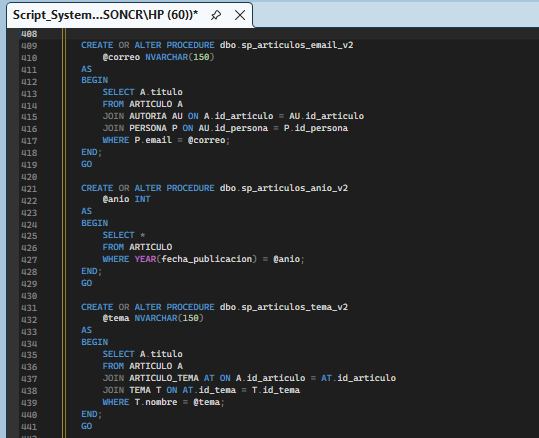 Script_System...SONCR\HP (60))*
408
409 CREATE OR ALTER PROCEDURE dbo.sp_articulos_email_v2
410 @correo NVARCHAR(150)
411 AS
412 BEGIN
413 SELECT A.titulo
414 FROM ARTICULO A
415 JOIN AUTORIA AU ON A.id_articulo = AU.id_articulo
416 JOIN PERSONA P ON AU.id_persona = P.id_persona
417 WHERE P.email = @correo;
418 END;
419 GO
420
421 CREATE OR ALTER PROCEDURE dbo.sp_articulos_anio_v2
422 @anio INT
423 AS
424 BEGIN
425 SELECT *
426 FROM ARTICULO
427 WHERE YEAR(fecha_publicacion) = @anio;
428 END;
429 GO
430
431 CREATE OR ALTER PROCEDURE dbo.sp_articulos_tema_v2
432 @tema NVARCHAR(150)
433 AS
434 BEGIN
435 SELECT A.titulo
436 FROM ARTICULO A
437 JOIN ARTICULO_TEMA AT ON A.id_articulo = AT.id_articulo
438 JOIN TEMA T ON AT.id_tema = T.id_tema
439 WHERE T.nombre = @tema;
440 END;
441 GO